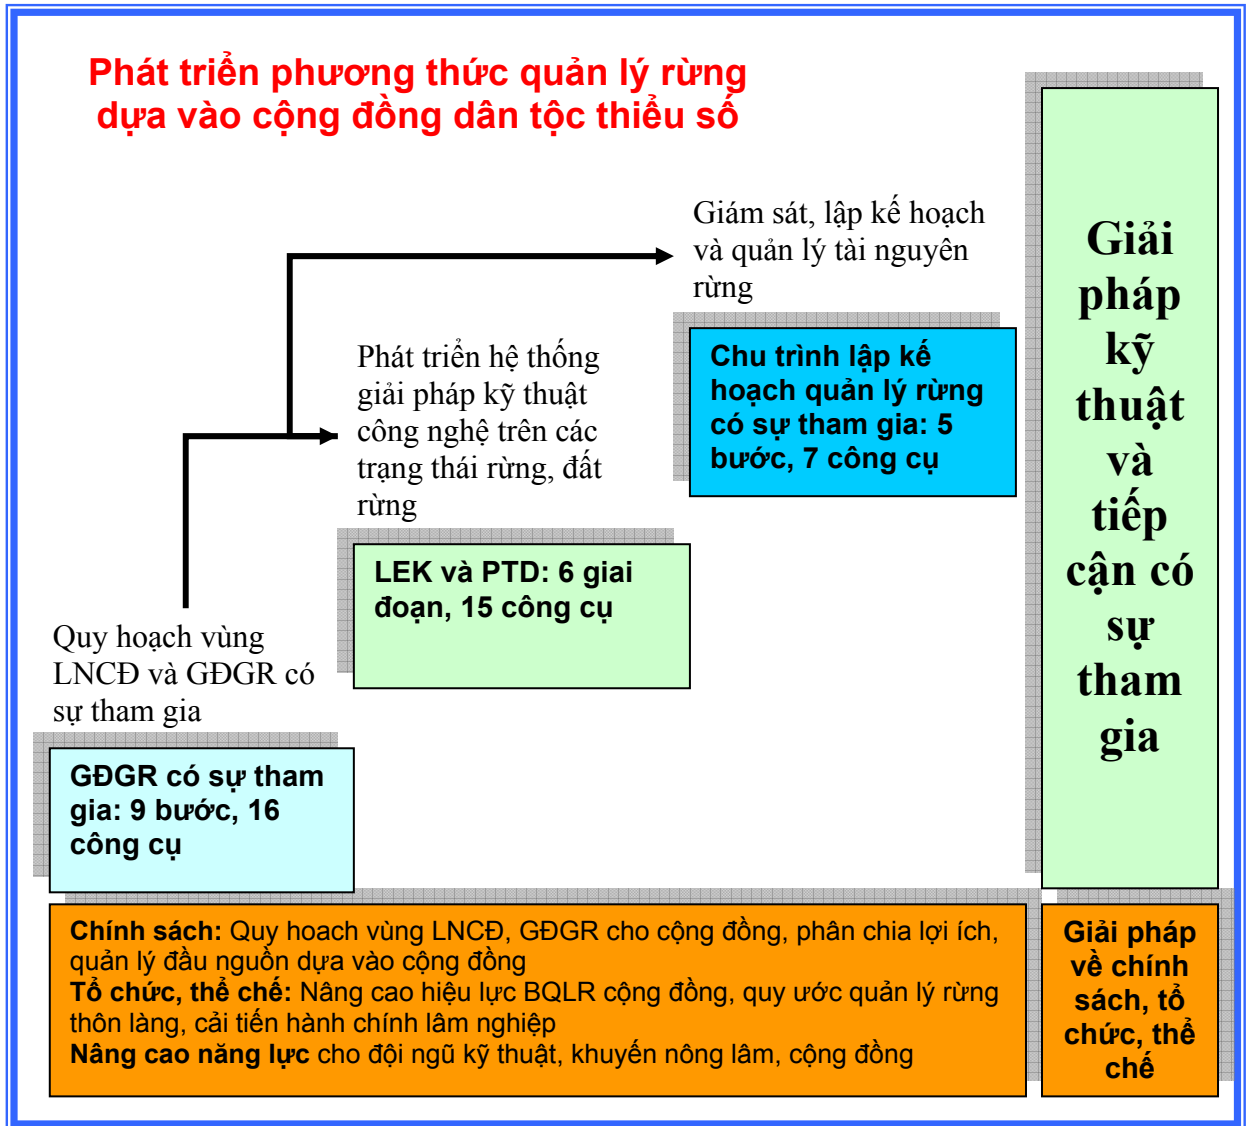 Phát triển phương thức quản lý rừng
dựa vào cộng đồng dân tộc thiểu số
Giám sát, lập kế hoạch
và quản lý tài nguyên
rừng
Chu trình lập kế
hoạch quản lý rừng
có sự tham gia: 5
bước, 7 công cụ
Phát triển hệ thống
giải pháp kỹ thuật
công nghệ trên các
trạng thái rừng, đất
rừng
LEK và PTD: 6 giai
đoạn, 15 công cụ
Quy hoạch vùng
LNCĐ và GĐGR có
sự tham gia
GĐGR có sự tham
gia: 9 bước, 16
công cụ
Giải
pháp
kỹ
thuật
và
tiếp
cận có
sự
tham
gia
Chính sách: Quy hoach vùng LNCĐ, GĐGR cho cộng đồng, phân chia lợi ích,
quản lý đầu nguồn dựa vào cộng đồng
Tổ chức, thể chế: Nâng cao hiệu lực BQLR cộng đồng, quy ước quản lý rừng
thôn làng, cải tiến hành chính lâm nghiệp
Nâng cao năng lực cho đội ngũ kỹ thuật, khuyến nông lâm, cộng đồng
Giải pháp
về chính
sách, tổ
chức, thể
chế